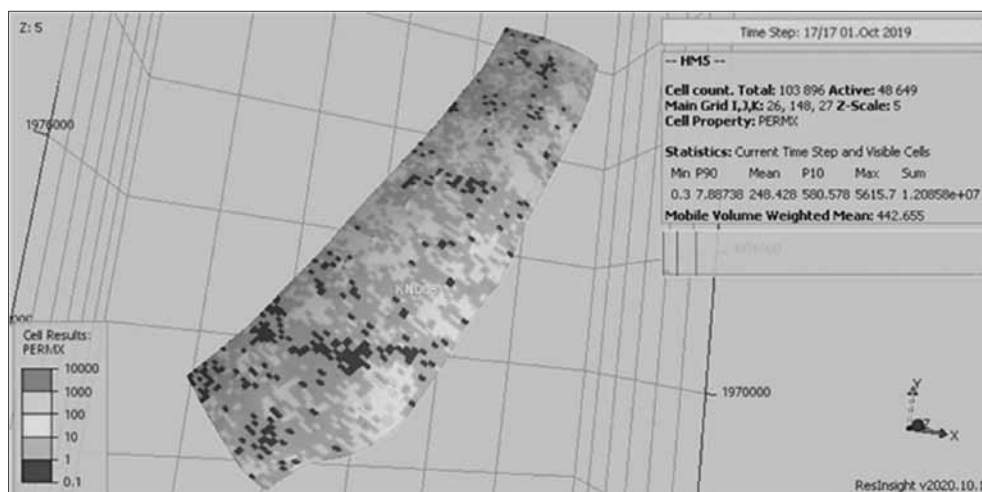 Z: 5
Time Step: 17/17 01.Oct 2019
-- HM5 --
Cell count. Total: 103 896 Active: 48 649
Main Grid I,J,K: 26, 148, 27 Z-Scale: 5
Cell Property: PERMX
Statistics: Current Time Step and Visible Cells
Min P90 Mean P10 Max Sum
0.3 7.88738 248.428 580.578 5615.7 1.20858e+07
Mobile Volume Weighted Mean: 442.655
1976000
1976000
Cell Results:
PERMX
10000
1000
100
10
1
0.1
1970000
Y
Z
X
ResInsight v2020.10.1